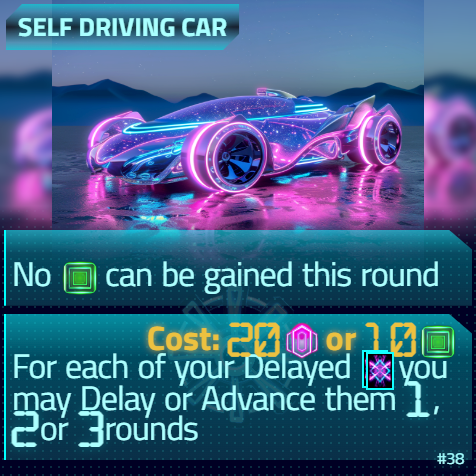 SELF DRIVING CAR
No can be gained this round
Cost: 20 or 10
For each of your Delayed you
may Delay or Advance them 1,
2 or 3 rounds
#38